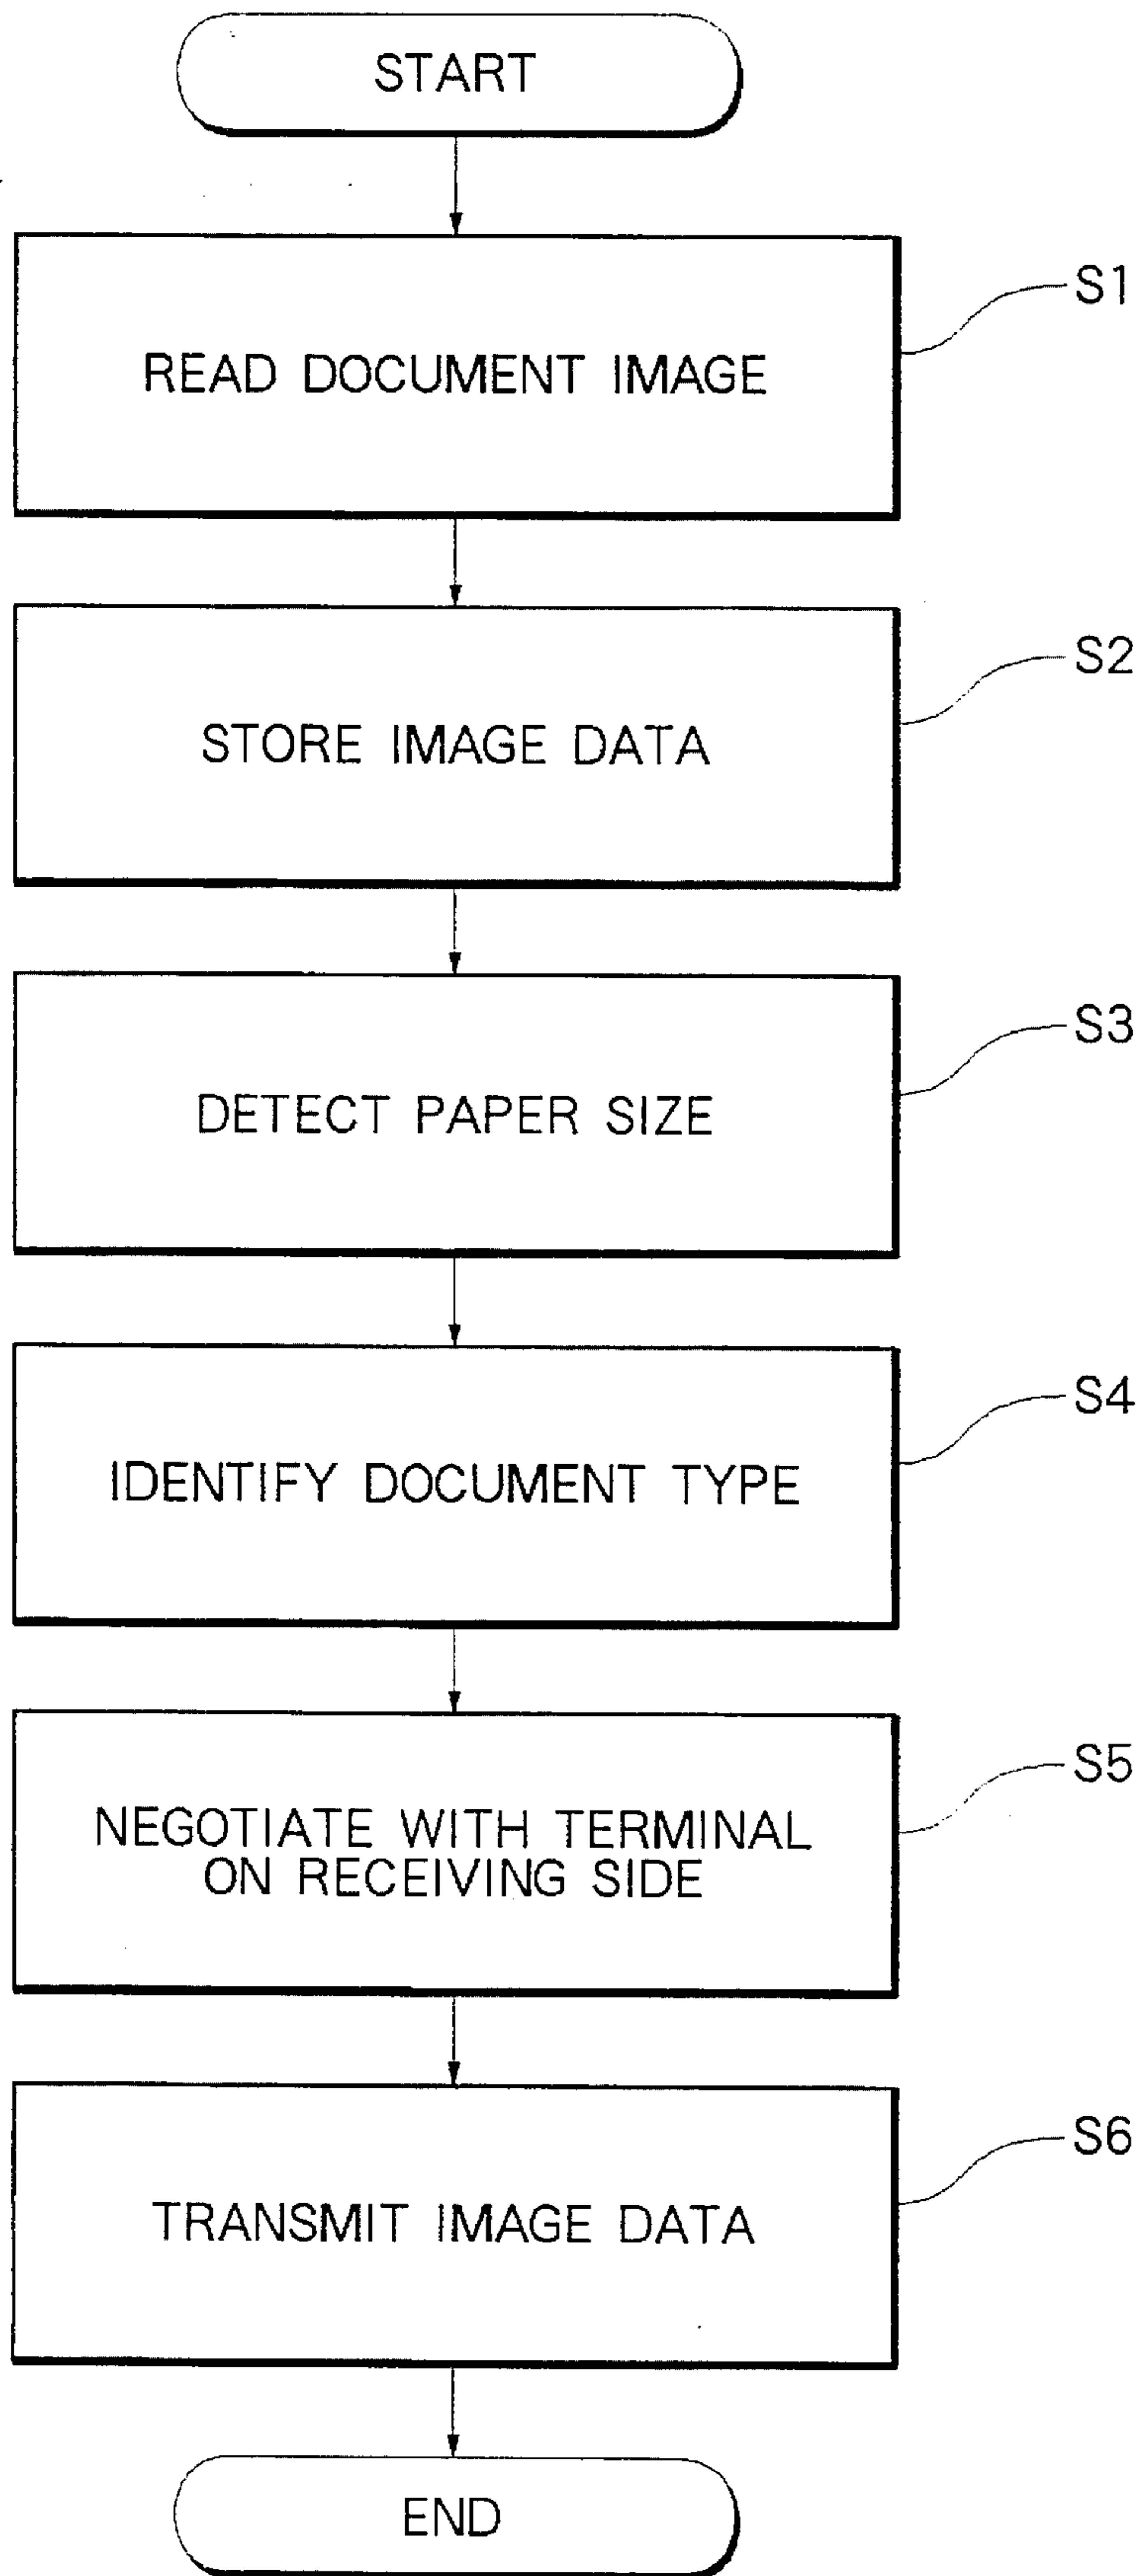 START
S1
READ DOCUMENT IMAGE
S2
STORE IMAGE DATA
S3
DETECT PAPER SIZE
S4
IDENTIFY DOCUMENT TYPE
S5
NEGOTIATE WITH TERMINAL
ON RECEIVING SIDE
S6
TRANSMIT IMAGE DATA
END